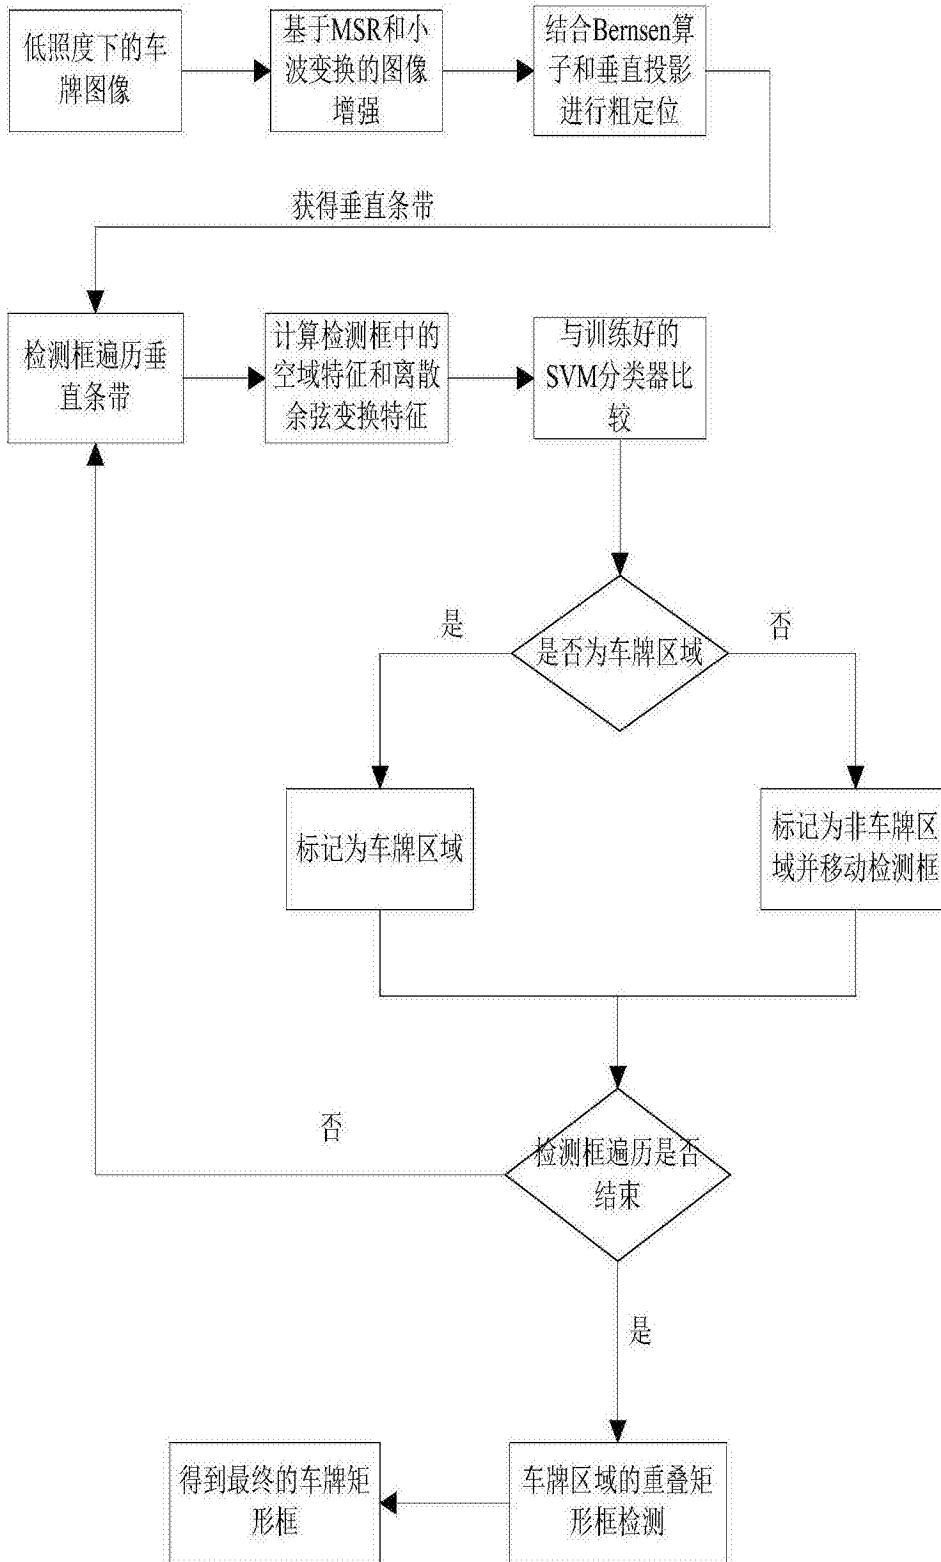 低照度下的车
牌图像
基于MSR和小
波变换的图像
增强
结合Bernsen算
子和垂直投影
进行粗定位
获得垂直条带
检测框遍历垂
直条带
计算检测框中的
空域特征和离散
余弦变换特征
与训练好的
SVM分类器比
较
是
是否为车牌区域
否
标记为车牌区域
标记为非车牌区
域并移动检测框
否
检测框遍历是否
结束
是
得到最终的车牌矩
形框
车牌区域的重叠矩
形框检测